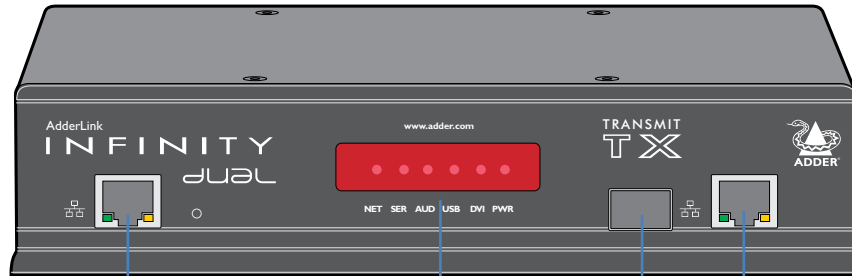 AdderLink
INFINITY
dual
www.adder.com
NET SER AUD USB DVI PWR
TRANSMIT
TX
ADDER®